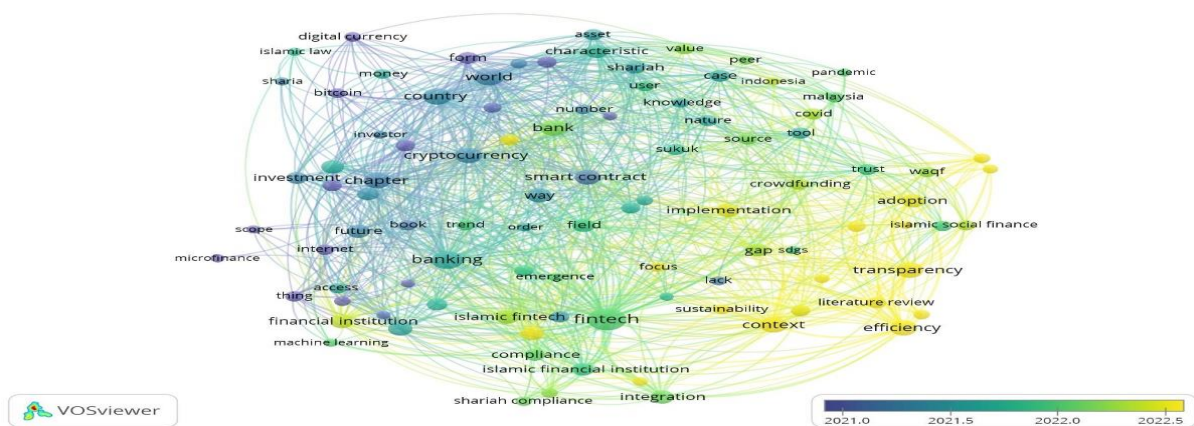 asset
digital currency
characteristic
value
islamic law
form
shariah
peer
money
world
case
indonesia
pandemic
sharia
user
bitcoin
country
malaysia
number
knowledge
covid
nature
bank
investor
tool
source
sukuk
cryptocurrency
trust
waqf
investment
chapter
smart contract
crowdfunding
way
adoption
implementation
book
trend
order
field
islamic social finance
scope
future
internet
gap
sdgs
microfinance
banking
focus
transparency
emergence
lack
access
thing
sustainability
literature review
financial institution
islamic fintech
fintech
context
efficiency
machine learning
compliance
islamic financial institution
shariah compliance
integration
VOSviewer
2021.0 2021.5 2022.0 2022.5